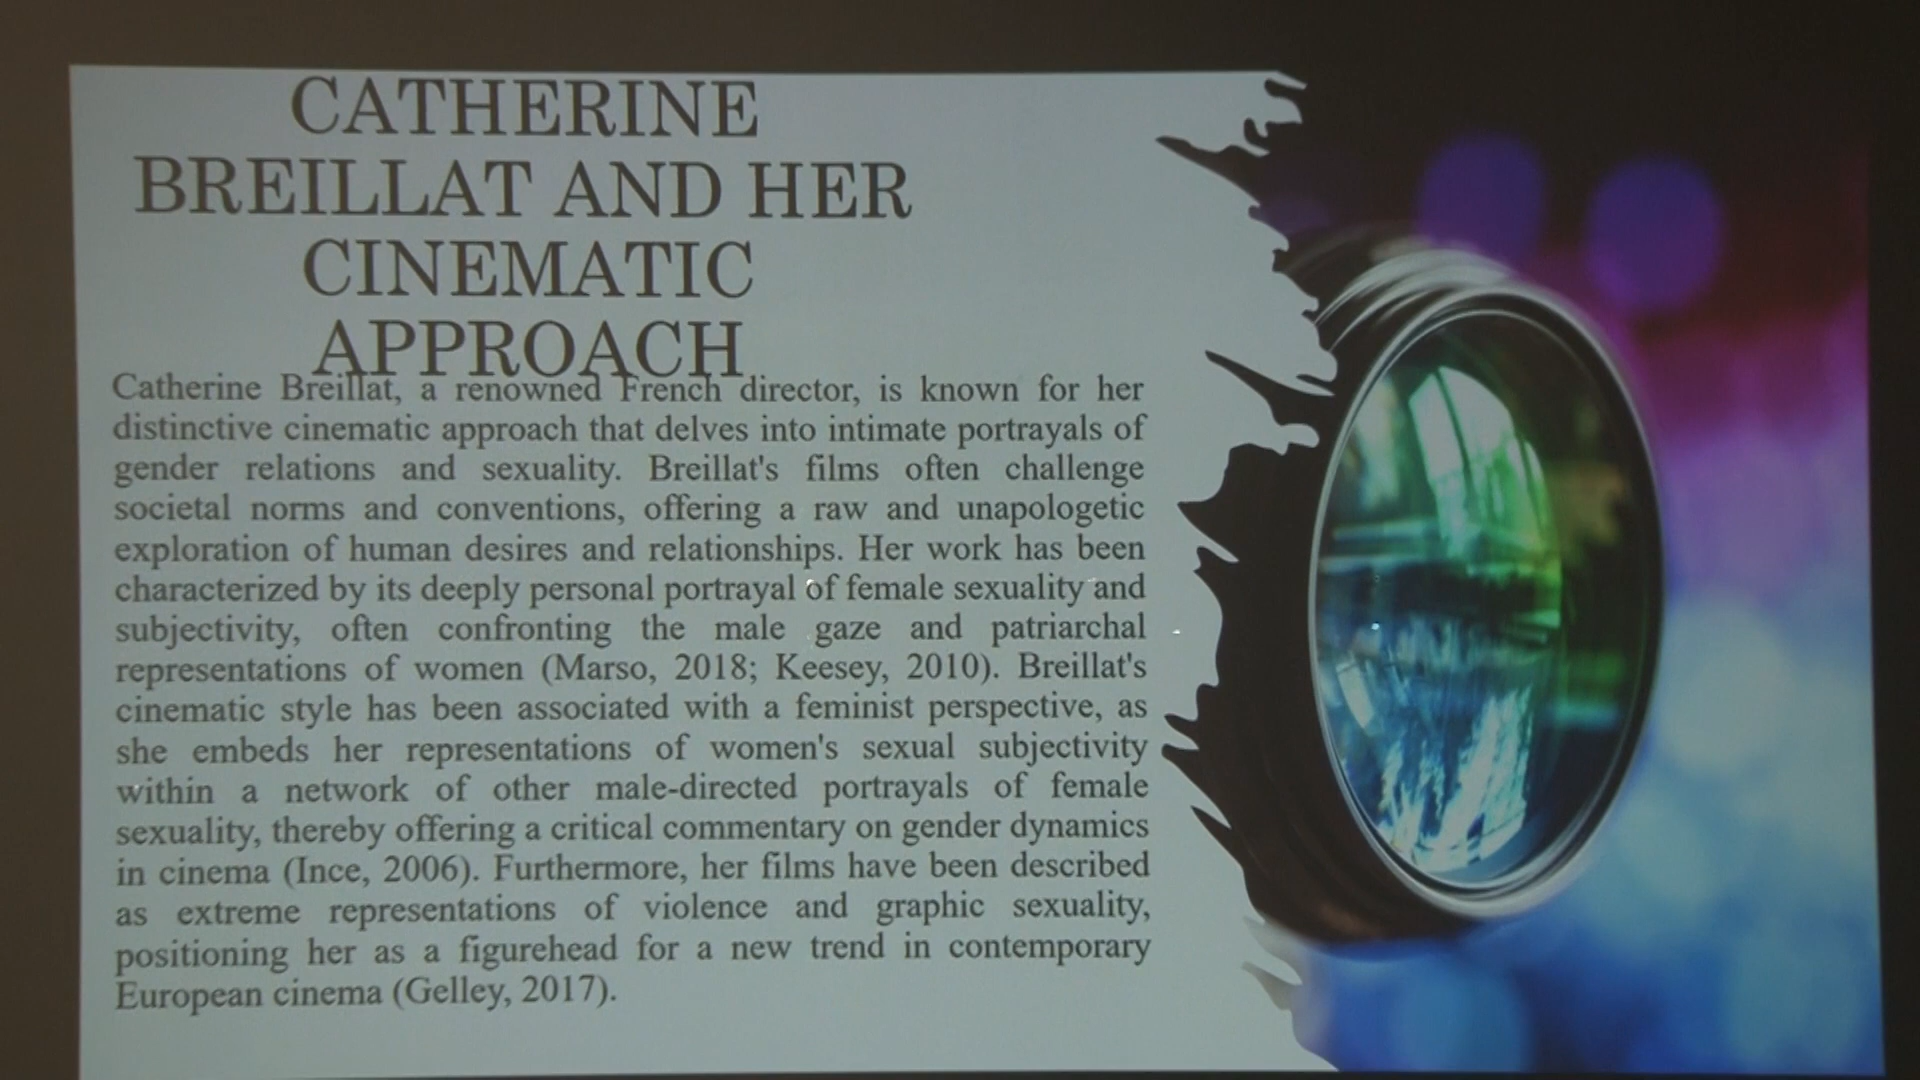 CATHERINE
BREILLAT AND HER
CINEMATIC
APPROACH
Catherine Breillat, a renowned French director, is known for her
distinctive cinematic approach that delves into intimate portrayals of
gender relations and sexuality. Breillat's films often challenge
societal norms and conventions, offering a raw and unapologetic
exploration of human desires and relationships. Her work has been
characterized by its deeply personal portrayal of female sexuality and
subjectivity, often confronting the male gaze and patriarchal
representations of women (Marso, 2018; Keesey, 2010). Breillat's
cinematic style has been associated with a feminist perspective, as
she embeds her representations of women's sexual subjectivity
within a network of other male-directed portrayals of female
sexuality, thereby offering a critical commentary on gender dynamics
in cinema (Ince, 2006). Furthermore, her films have been described
as extreme representations of violence and graphic sexuality,
positioning her as a figurehead for a new trend in contemporary
European cinema (Gelley, 2017).